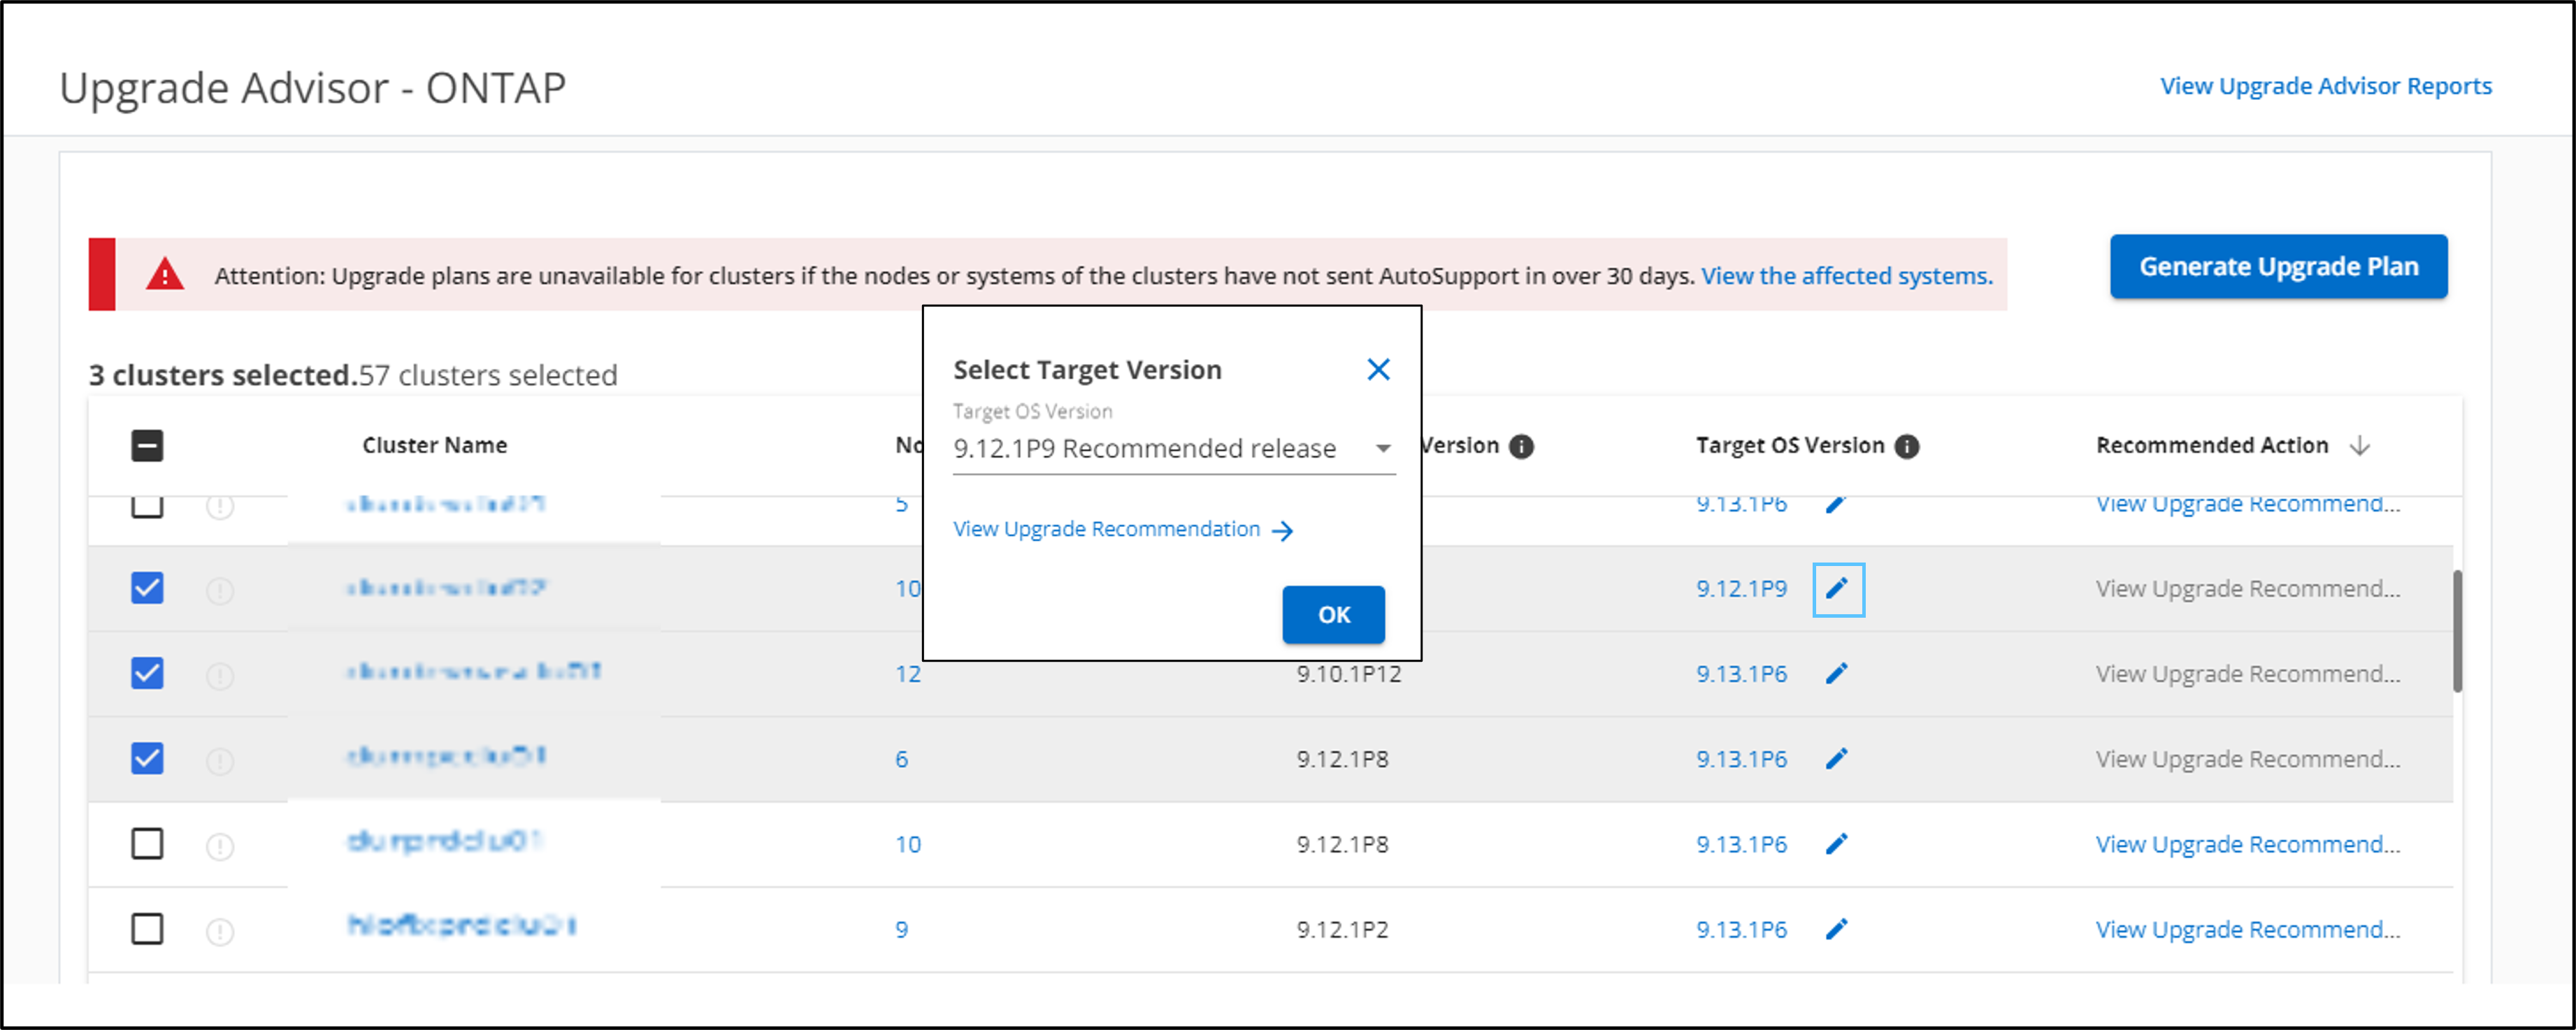 Upgrade Advisor - ONTAP
View Upgrade Advisor Reports
Attention: Upgrade plans are unavailable for clusters if the nodes or systems of the clusters have not sent AutoSupport in over 30 days. View the affected systems.
Generate Upgrade Plan
3 clusters selected.57 clusters selected
Select Target Version
Target OS Version
9.12.1P9 Recommended release
View Upgrade Recommendation
OK
Cluster Name No Version Target OS Version Recommended Action
5 9.13.1P6 View Upgrade Recommend...
10 9.12.1P9 View Upgrade Recommend...
12 9.10.1P12 9.13.1P6 View Upgrade Recommend...
6 9.12.1P8 9.13.1P6 View Upgrade Recommend...
10 9.12.1P8 9.13.1P6 View Upgrade Recommend...
9 9.12.1P2 9.13.1P6 View Upgrade Recommend...